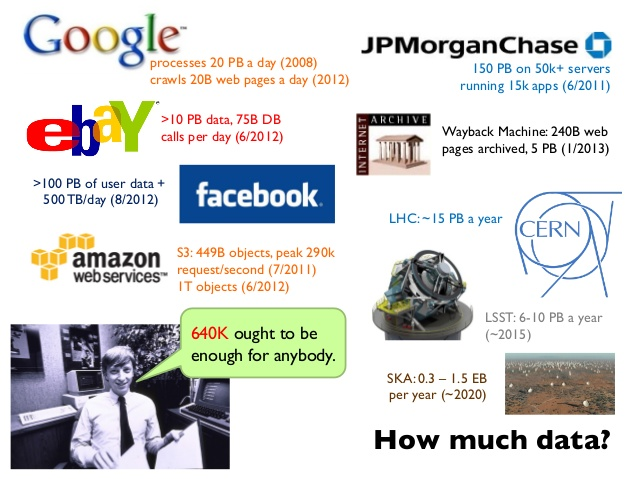 Google™
processes 20 PB a day (2008)
crawls 20B web pages a day (2012)
JPMorganChase
150 PB on 50k+ servers
running 15k apps (6/2011)
ebaY™
>10 PB data, 75B DB
calls per day (6/2012)
INTERNET
ARCHIVE
Wayback Machine: 240B web
pages archived, 5 PB (1/2013)
>100 PB of user data +
500 TB/day (8/2012)
facebook®
LHC: ~15 PB a year
CERN
amazon
webservices™
S3: 449B objects, peak 290k
request/second (7/2011)
1T objects (6/2012)
LSST: 6-10 PB a year
(~2015)
640K ought to be
enough for anybody.
SKA: 0.3 – 1.5 EB
per year (~2020)
How much data?